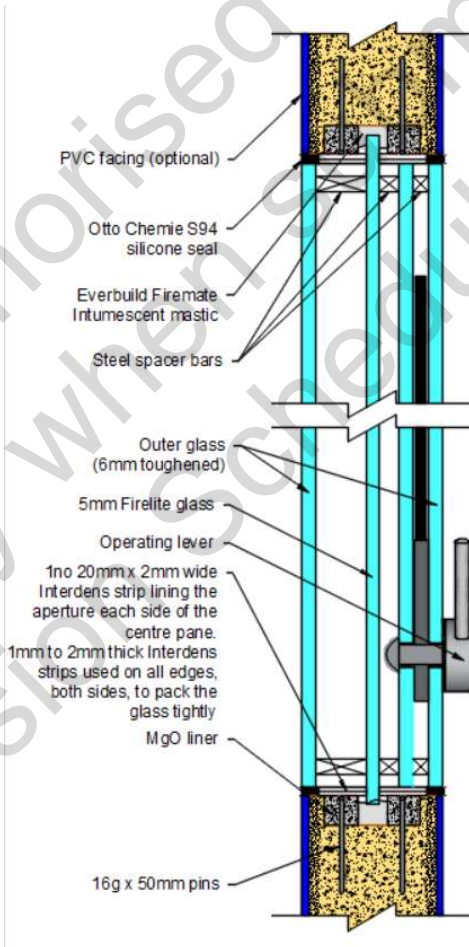 PVC facing (optional)
Otto Chemie S94
silicone seal
Everbuild Firemate
Intumescent mastic
Steel spacer bars
Outer glass
(6mm toughened)
5mm Firelite glass
Operating lever
1no 20mm x 2mm wide
Interdens strip lining the
aperture each side of the
centre pane.
1mm to 2mm thick Interdens
strips used on all edges,
both sides, to pack the
glass tightly
MgO liner
16g x 50mm pins